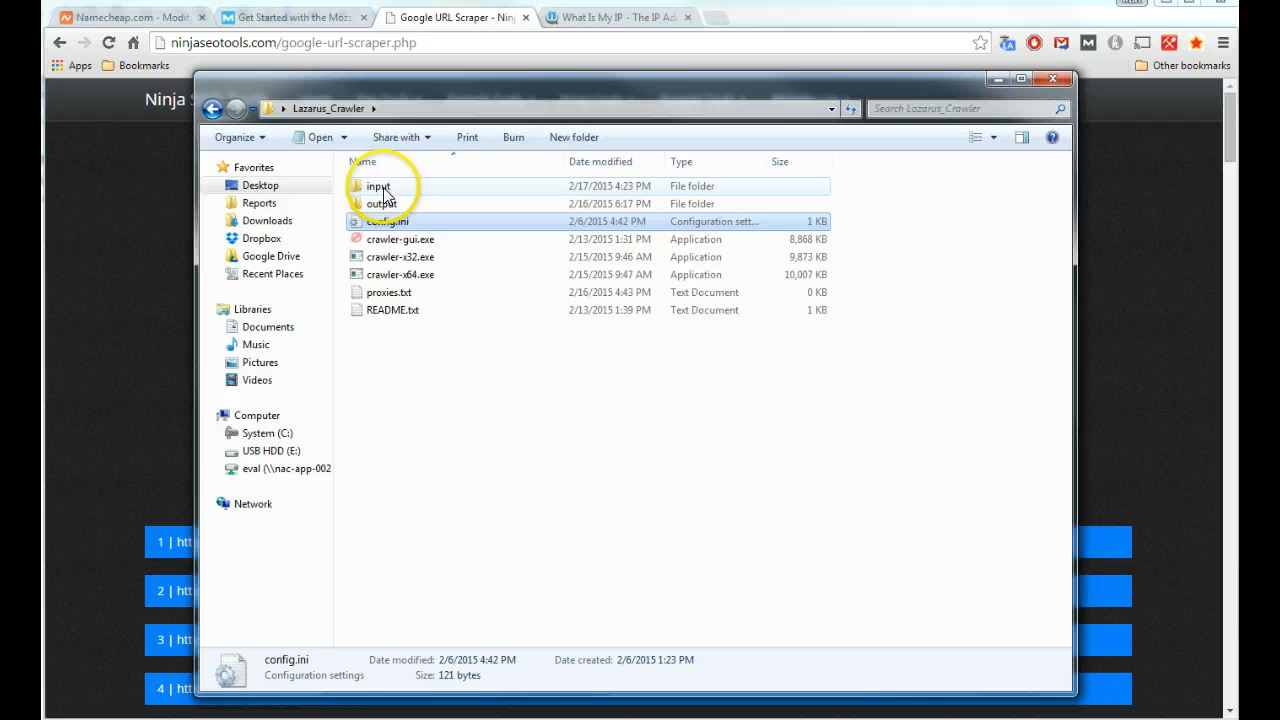 Namecheap.com - Modif
Get Started with the Mozs
Google URL Scraper - Ninj
What Is My IP - The IP Ad
ninjaseotools.com/google-url-scraper.php
Apps
Bookmarks
Other bookmarks
Ninja
Lazarus_Crawler
Search Lazarus_Crawler
Organize
Open
Share with
Print
Burn
New folder
Name Date modified Type Size
Favorites
Desktop
Reports
Downloads
Dropbox
Google Drive
Recent Places
Libraries
Documents
Music
Pictures
Videos
Computer
System (C:)
USB HDD (E:)
eval (\\nac-app-002
Network
input 2/17/2015 4:23 PM File folder
output 2/16/2015 6:17 PM File folder
config.ini 2/6/2015 4:42 PM Configuration sett... 1 KB
crawler-gui.exe 2/13/2015 1:31 PM Application 8,868 KB
crawler-x32.exe 2/15/2015 9:46 AM Application 9,873 KB
crawler-x64.exe 2/15/2015 9:47 AM Application 10,007 KB
proxies.txt 2/16/2015 4:43 PM Text Document 0 KB
README.txt 2/13/2015 1:39 PM Text Document 1 KB
1 | htt
2 | htt
3 | htt
4 | htt
config.ini Date modified: 2/6/2015 4:42 PM Date created: 2/6/2015 1:23 PM
Configuration settings Size: 121 bytes